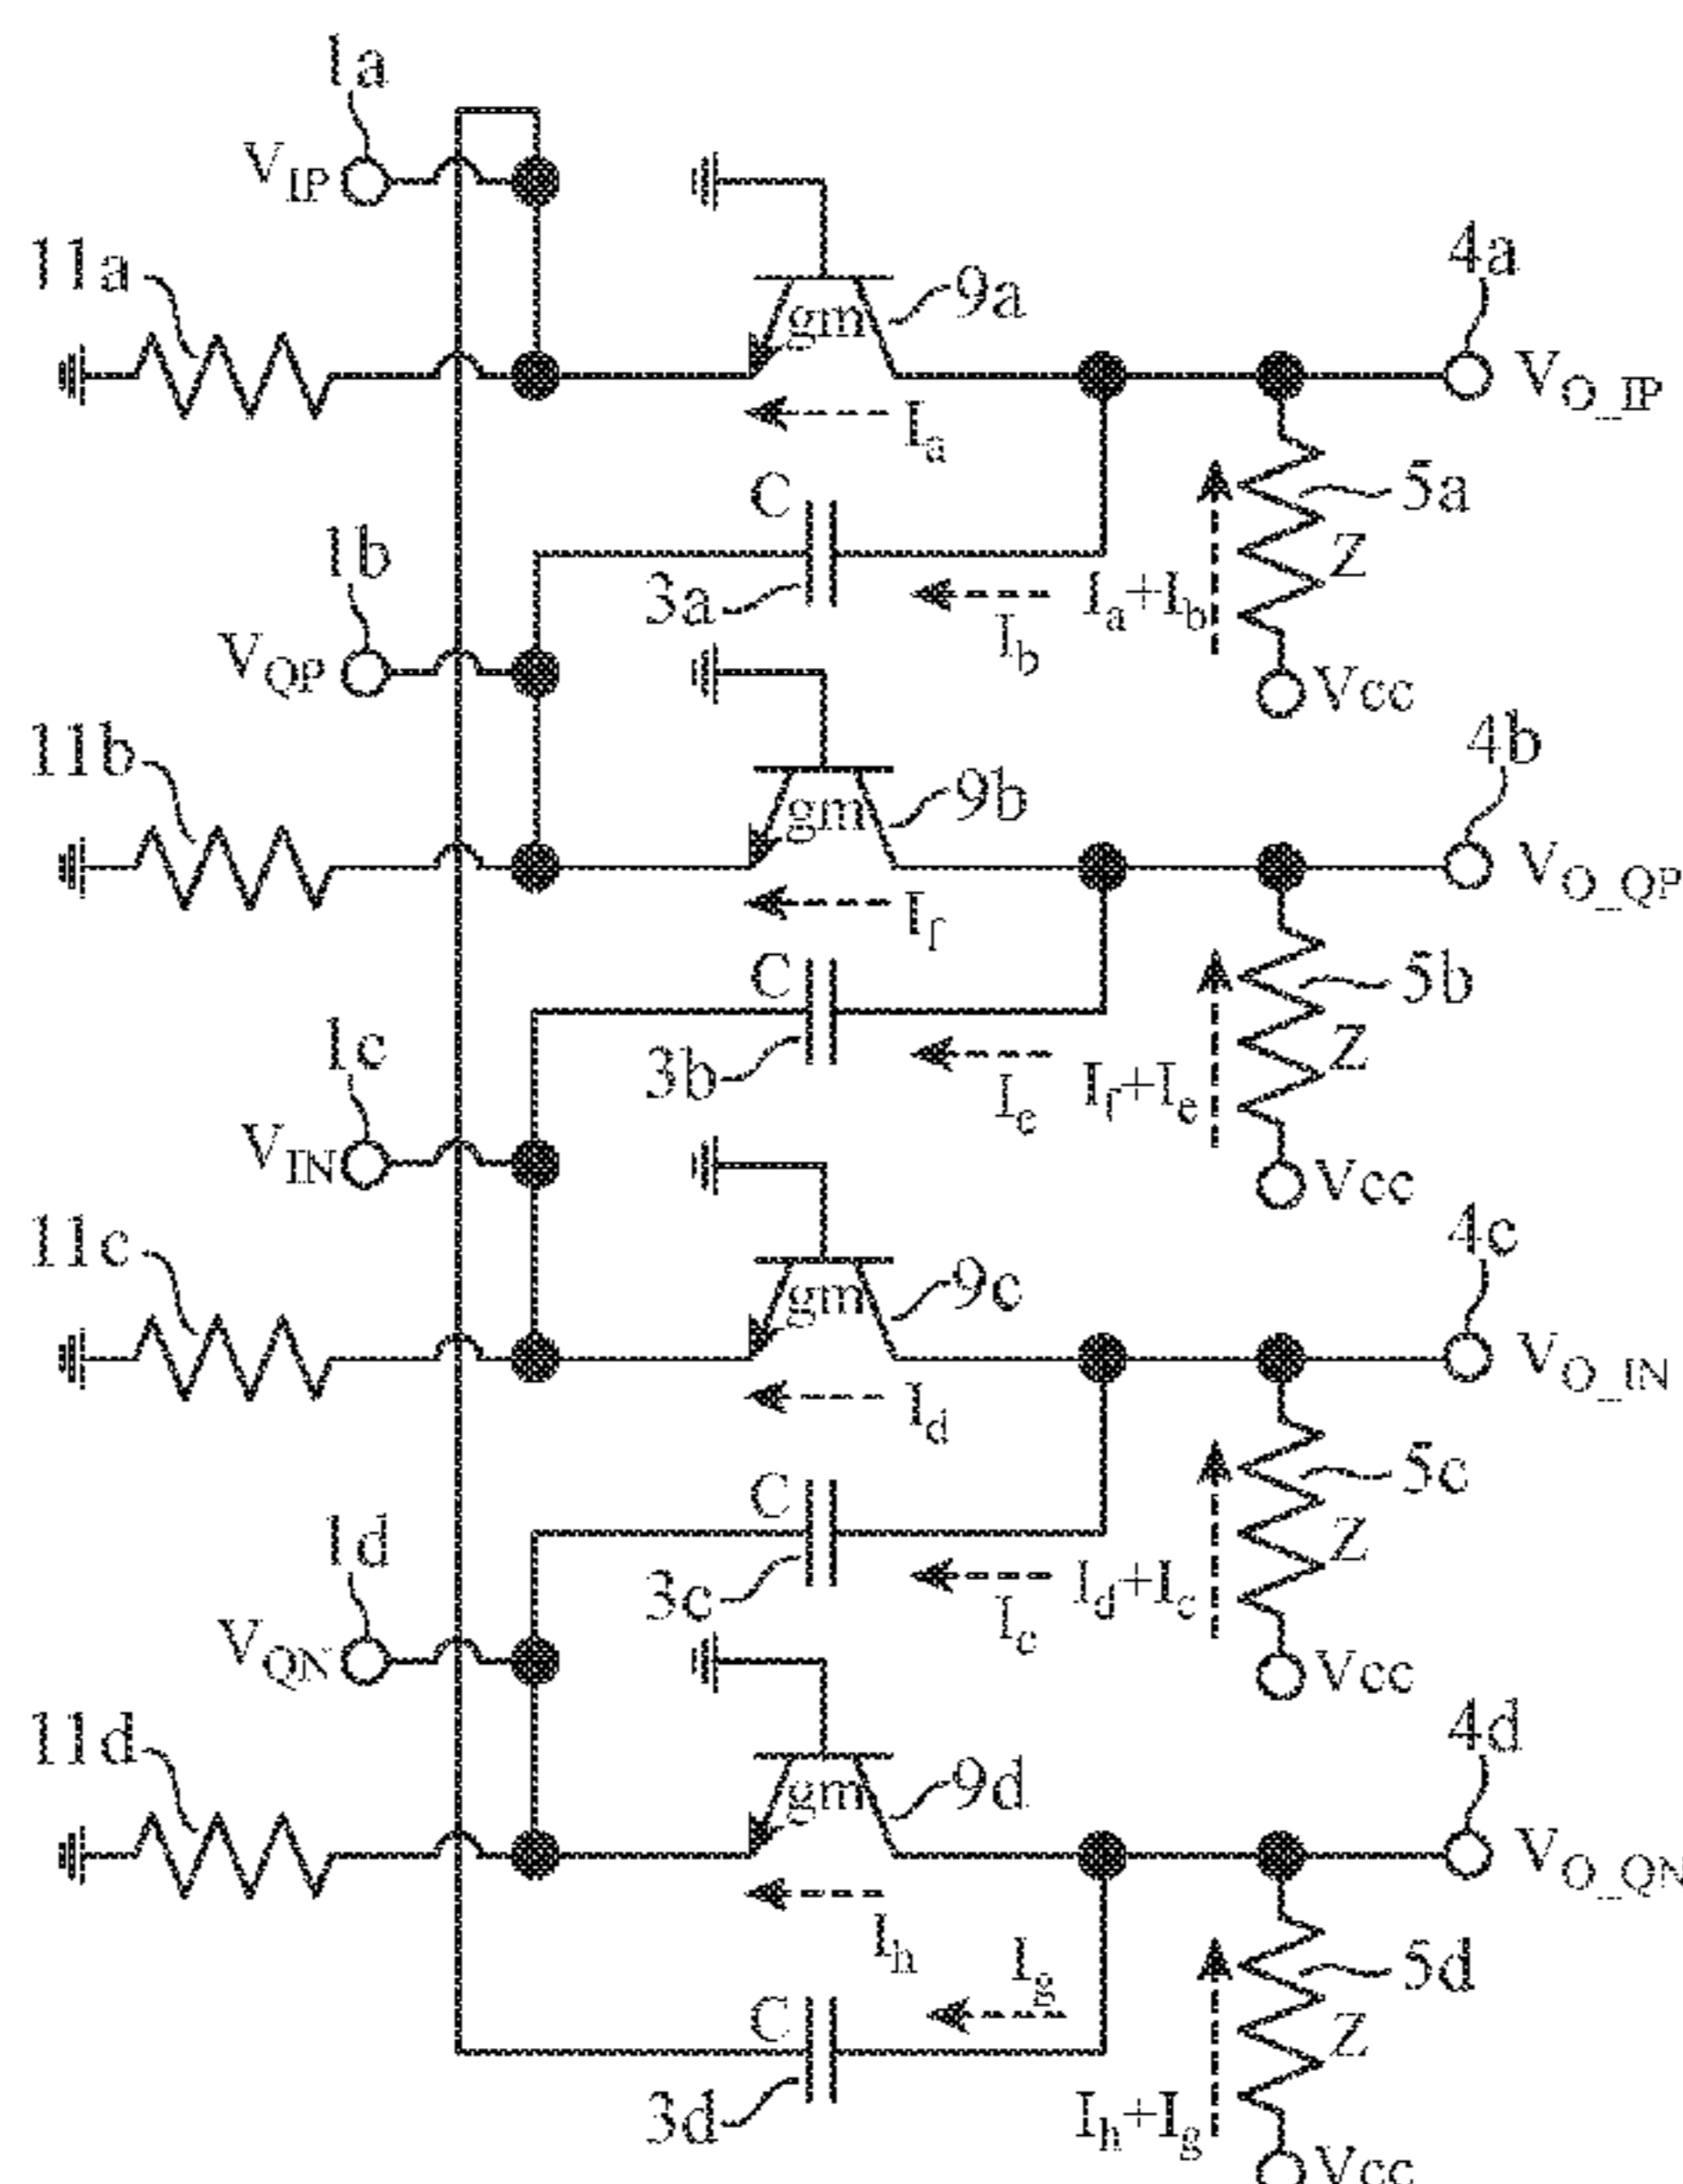 1a
V_IP
11a
gm
9a
4a
V_O_IP
I_a
C
5a
1b
3a
I_b
I_a+I_b
Z
V_QP
Vcc
11b
gm
9b
4b
V_O_QP
I_f
C
5b
1c
3b
I_e
I_f+I_e
Z
V_IN
Vcc
11c
gm
9c
4c
V_O_IN
I_d
C
5c
1d
3c
I_c
I_d+I_c
Z
V_QN
Vcc
11d
gm
9d
4d
V_O_QN
I_h
I_g
5d
C
Z
3d
I_h+I_g
Vcc